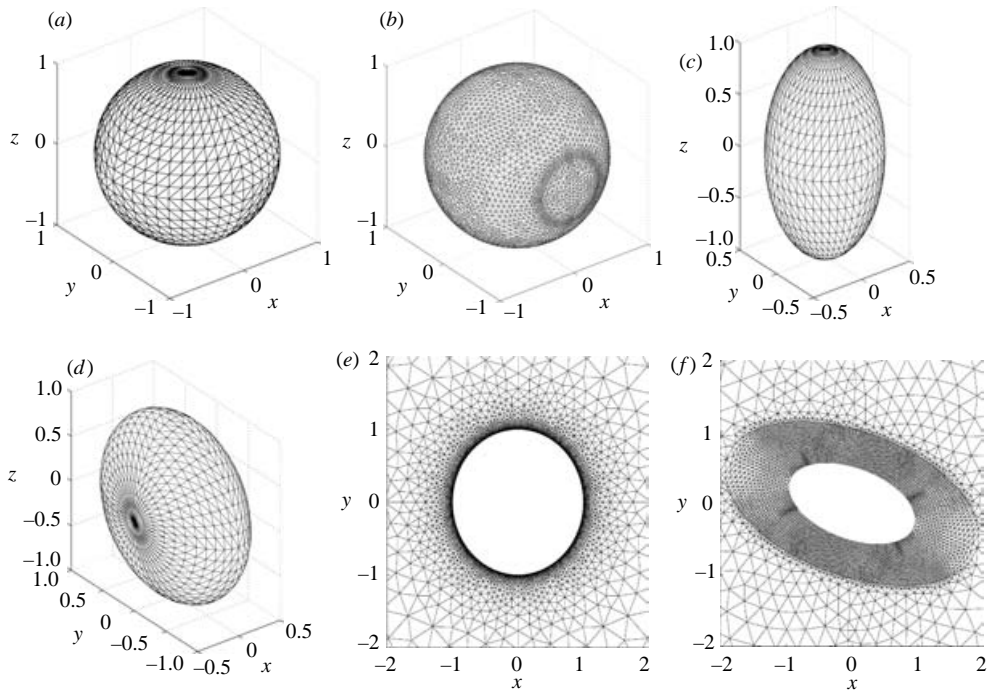 (a)
1
z 0
–1
1
0
y
–1 –1
0
x
1
(b)
1
z 0
–1
1
0
y
–1 –1
0
x
1
(c)
1.0
0.5
z 0
–0.5
–1.0
0.5
y 0
–0.5 –0.5
0 x
0.5
(d)
1.0
0.5
z 0
–0.5
–1.0
1.0
0.5
y 0
–0.5
–1.0 –0.5
0 x
0.5
(e)
2
1
y 0
–1
–2
–2 –1 0 1 2
x
(f)
2
1
y 0
–1
–2
–2 –1 0 1 2
x